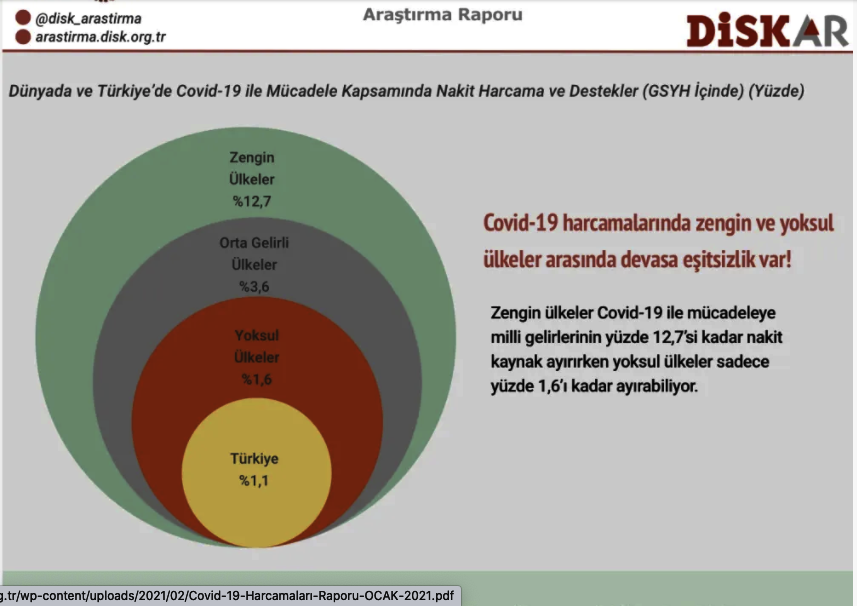 @disk_arastirma
arastirma.disk.org.tr
Araştırma Raporu
DiSKAR
Dünyada ve Türkiye’de Covid-19 ile Mücadele Kapsamında Nakit Harcama ve Destekler (GSYH İçinde) (Yüzde)
Zengin
Ülkeler
%12,7
Orta Gelirli
Ülkeler
%3,6
Yoksul
Ülkeler
%1,6
Türkiye
%1,1
Covid-19 harcamalarında zengin ve yoksul
ülkeler arasında devasa eşitsizlik var!
Zengin ülkeler Covid-19 ile mücadeleye
milli gelirlerinin yüzde 12,7’si kadar nakit
kaynak ayırırken yoksul ülkeler sadece
yüzde 1,6’ı kadar ayırabiliyor.
g.tr/wp-content/uploads/2021/02/Covid-19-Harcamaları-Raporu-OCAK-2021.pdf